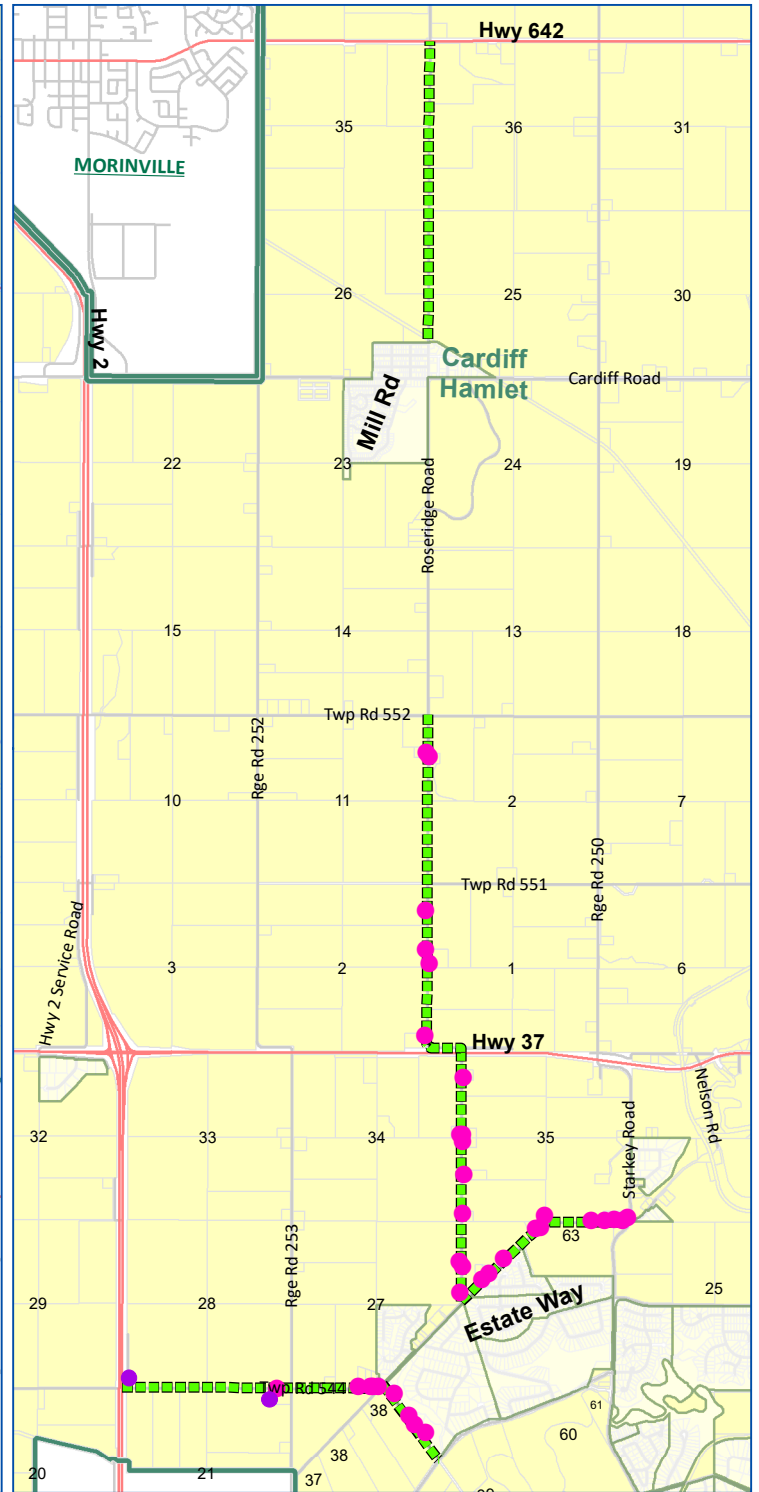 Hwy 642
35
36
31
MORINVILLE
26
25
30
Hwy 2
Cardiff
Hamlet
Cardiff Road
Mill Rd
22
23
24
19
Roseridge Road
15
14
13
18
Twp Rd 552
Rge Rd 252
10
11
2
7
Twp Rd 551
Rge Rd 250
Hwy 2 Service Road
3
2
1
6
Hwy 37
Nelson Rd
32
33
34
35
Starkey Road
Rge Rd 253
63
29
28
27
25
Estate Way
Twp Rd 544
38
61
60
38
20
21
37